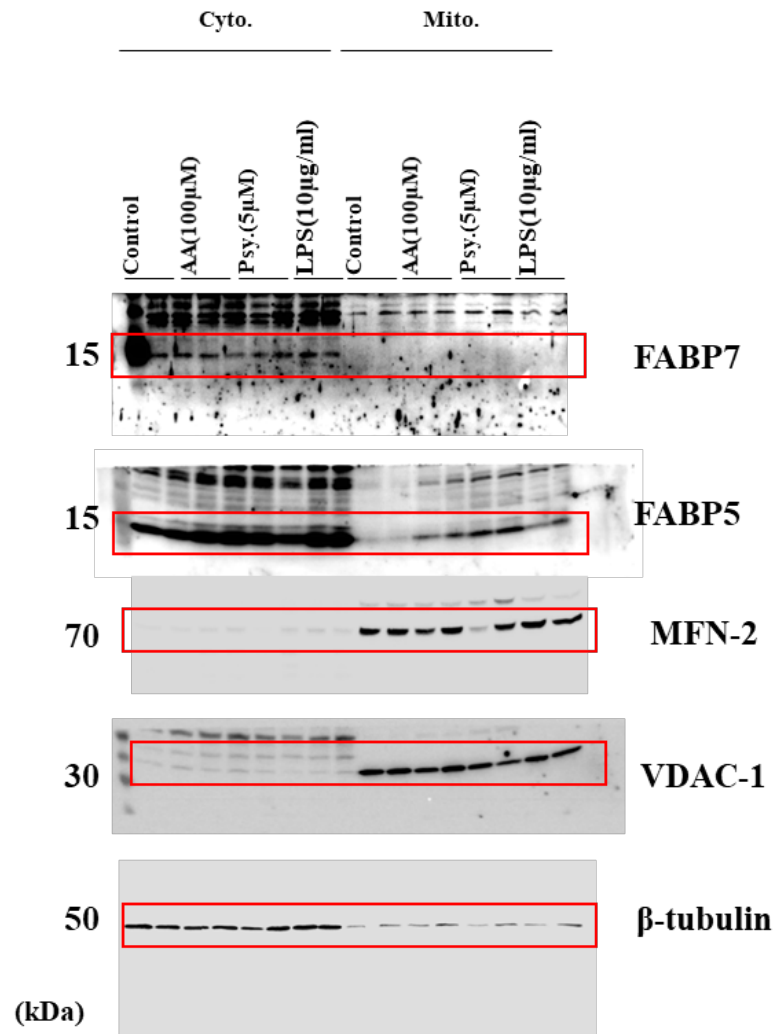 Cyto. Mito.
Control AA(100μM) Psy.(5μM) LPS(10μg/ml) Control AA(100μM) Psy.(5μM) LPS(10μg/ml)
15 FABP7
15 FABP5
70 MFN-2
30 VDAC-1
50 β-tubulin
(kDa)